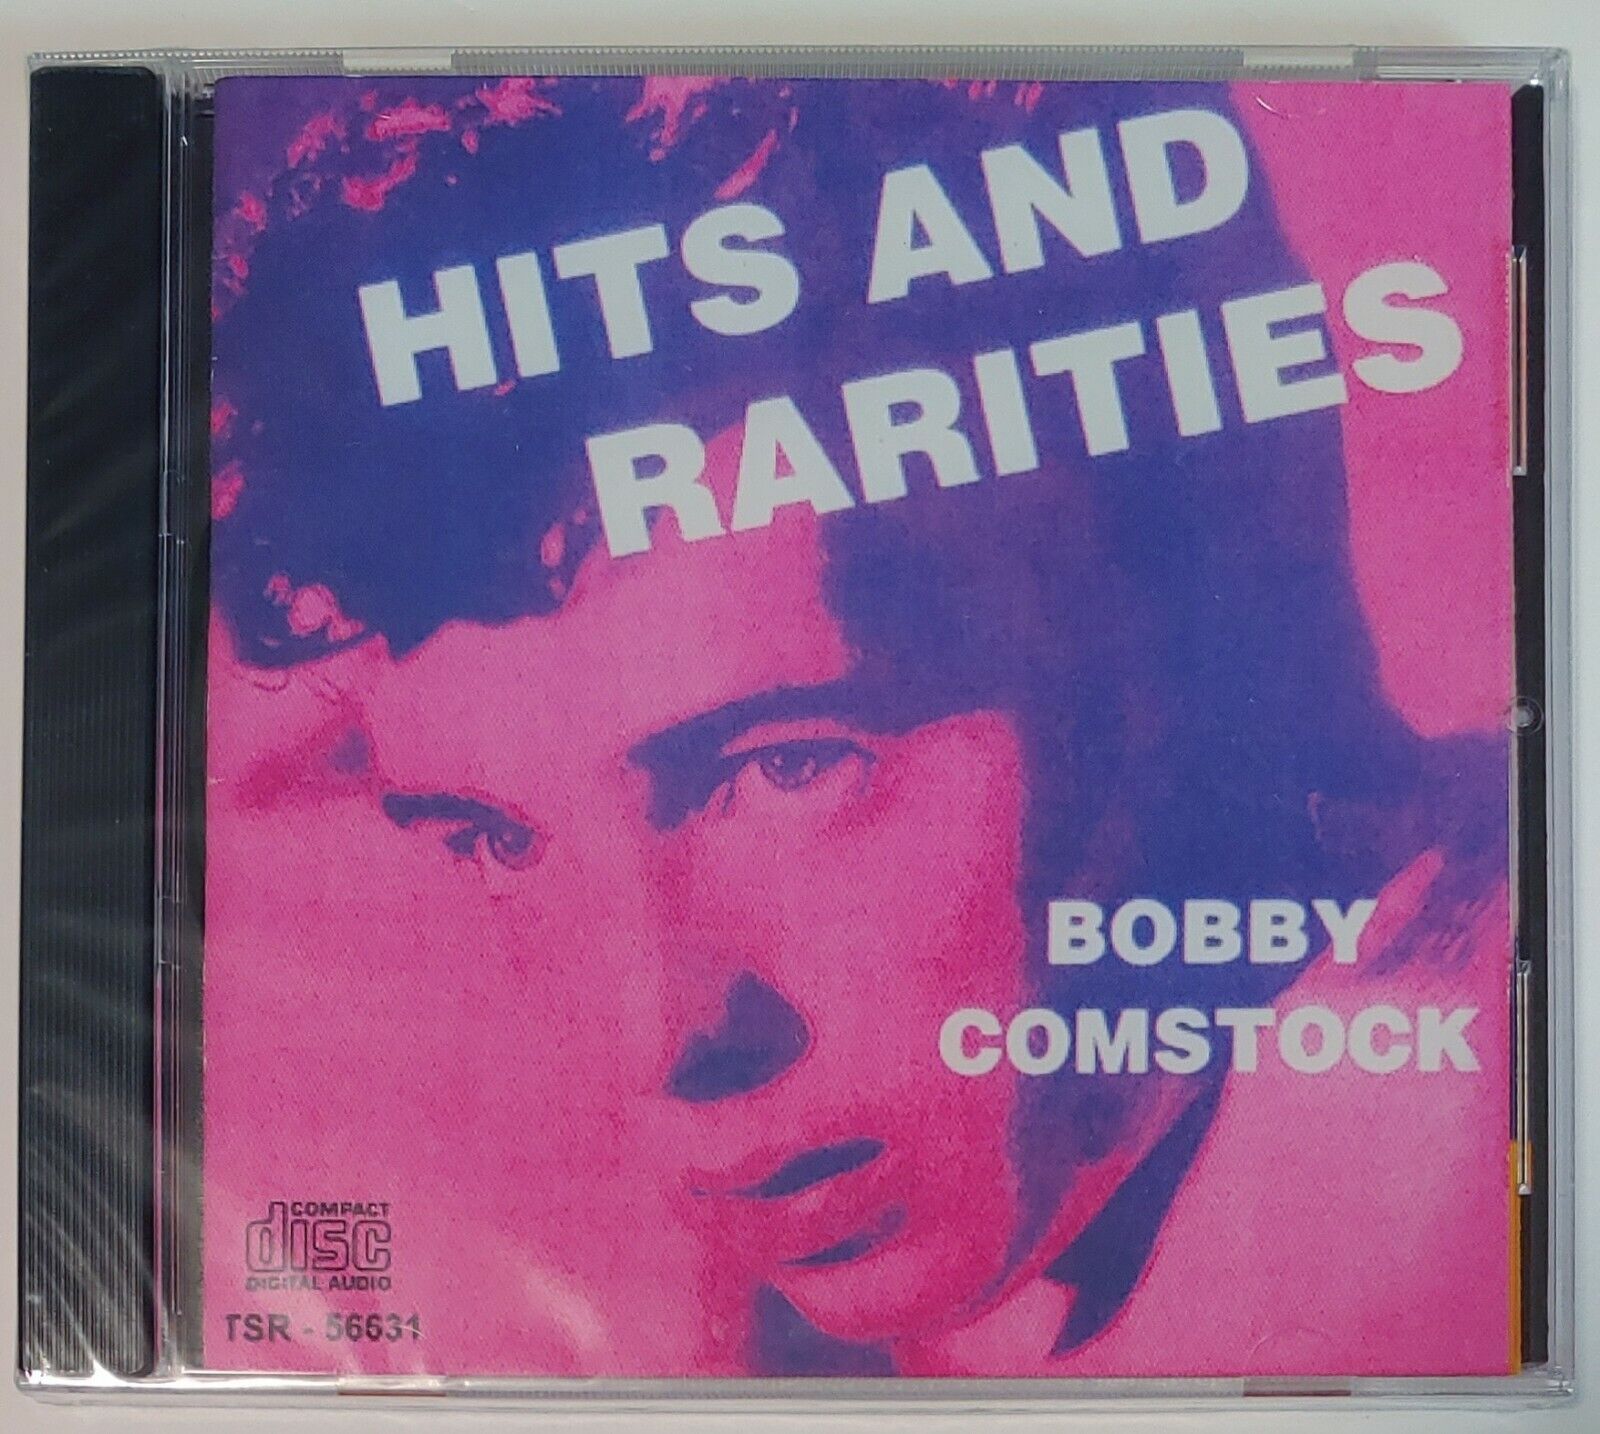 HITS AND
RARITIES
BOBBY
COMSTOCK
COMPACT
disc
DIGITAL AUDIO
TSR - 56631